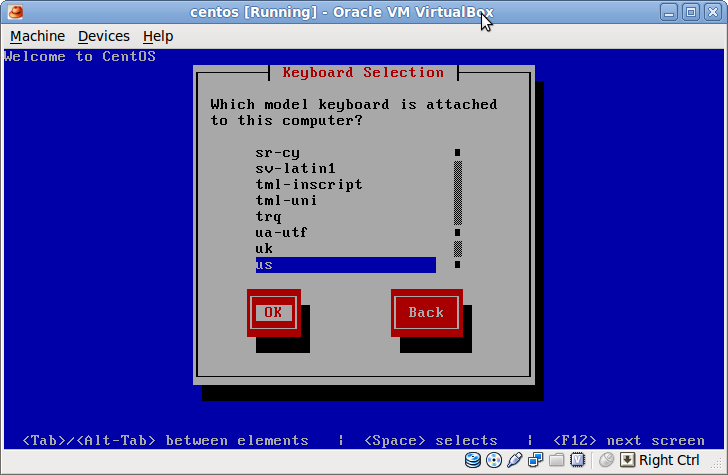 centos [Running] - Oracle VM VirtualBox
Machine Devices Help
Welcome to CentOS
Keyboard Selection
Which model keyboard is attached
to this computer?
sr-cy
sv-latin1
tml-inscript
tml-uni
trq
ua-utf
uk
us
OK Back
<Tab>/<Alt-Tab> between elements | <Space> selects | <F12> next screen
Right Ctrl